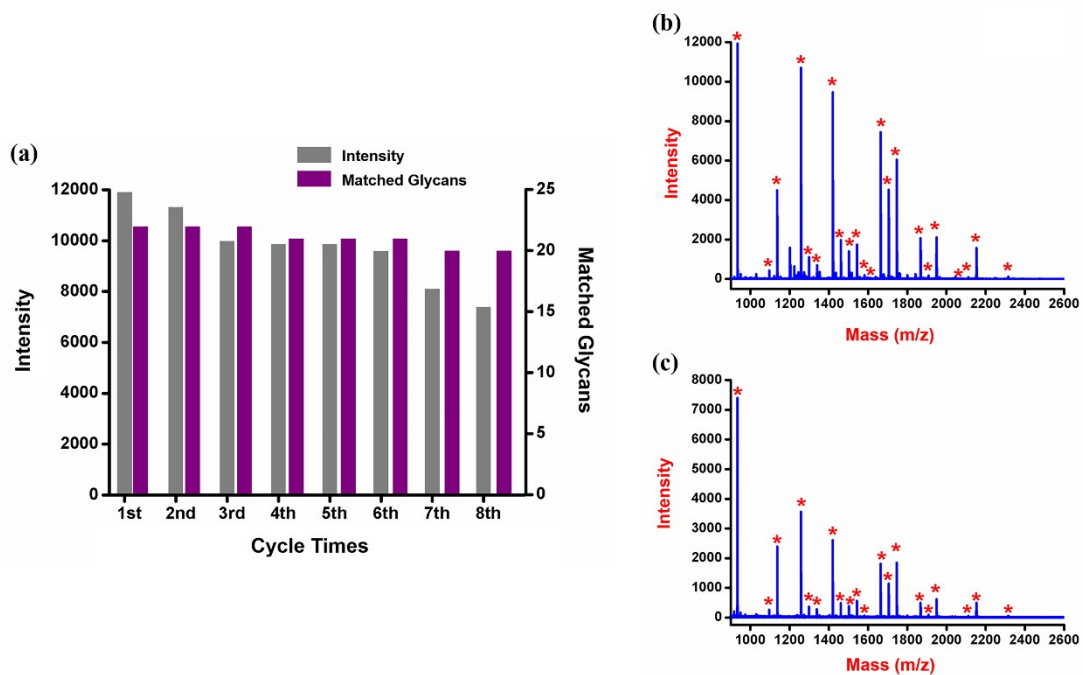 (a)
Intensity
Matched Glycans
12000
10000
8000
6000
4000
2000
0
Intensity
25
20
15
10
5
0
Matched Glycans
1st 2nd 3rd 4th 5th 6th 7th 8th
Cycle Times
(b)
12000
10000
8000
6000
4000
2000
0
Intensity
* * * * * * * * * * * * * * * * * * * * * *
1000 1200 1400 1600 1800 2000 2200 2400 2600
Mass (m/z)
(c)
8000
7000
6000
5000
4000
3000
2000
1000
0
Intensity
* * * * * * * * * * * * * * * * * * * *
1000 1200 1400 1600 1800 2000 2200 2400 2600
Mass (m/z)